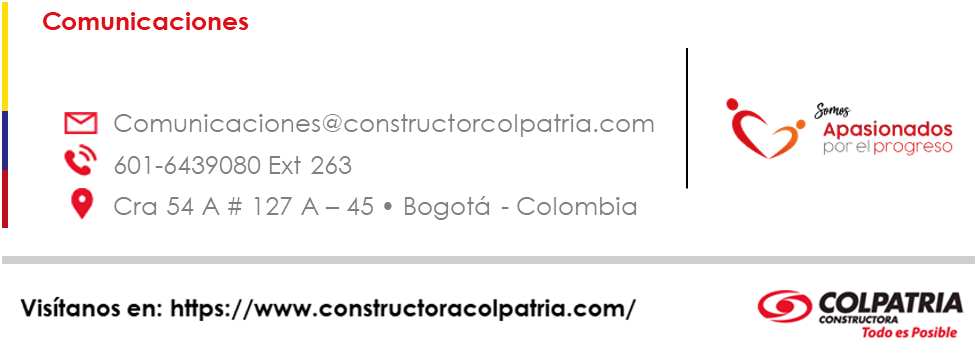 Comunicaciones
Comunicaciones@constructorcolpatria.com
601-6439080 Ext 263
Cra 54 A # 127 A – 45 • Bogotá - Colombia
Somos
Apasionados
por el progreso
Visítanos en: https://www.constructoracolpatria.com/
COLPATRIA
CONSTRUCTORA
Todo es Posible